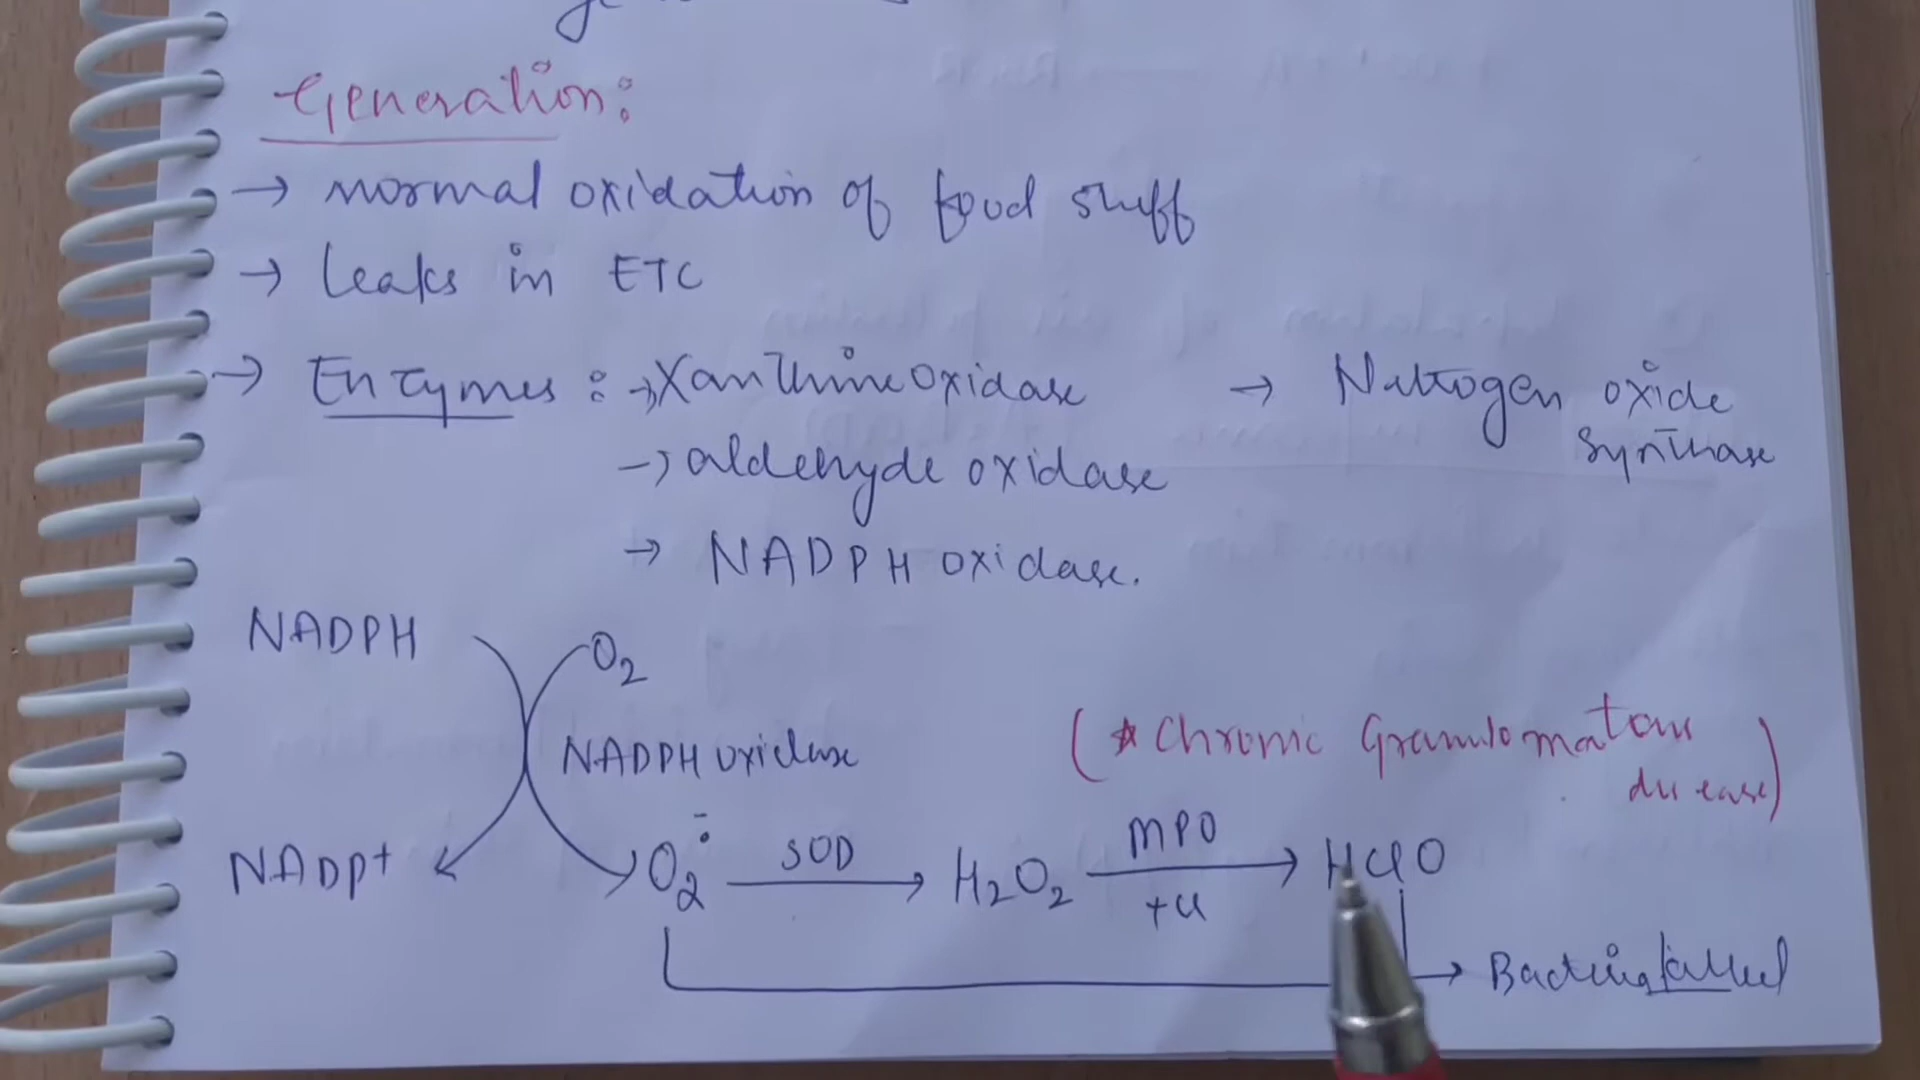 Generation:
→ normal oxidation of food stuff
→ leaks in ETC
→ Enzymes : → Xanthine oxidase → Nitrogen oxide synthase
→ aldehyde oxidase
→ NADPH oxidase.
NADPH O2
NADPH oxidase
(* Chronic Granulomatous disease)
NADP+ O2•̄ SOD → H2O2 MPO +Cl → HClO
→ Bacteria killed